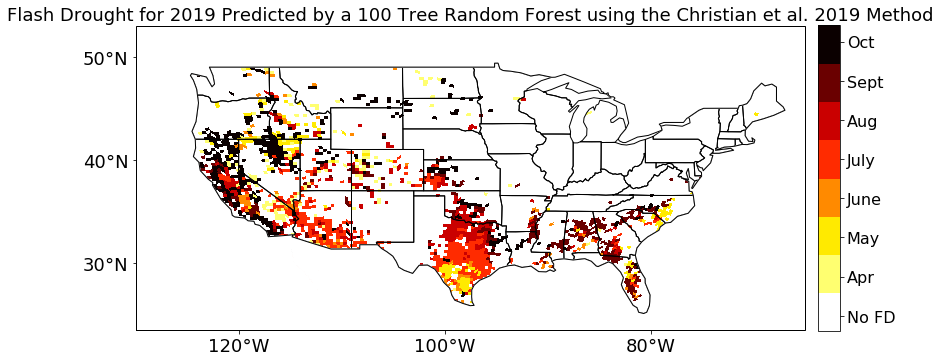 Flash Drought for 2019 Predicted by a 100 Tree Random Forest using the Christian et al. 2019 Method
50°N
40°N
30°N
120°W
100°W
80°W
Oct
Sept
Aug
July
June
May
Apr
No FD